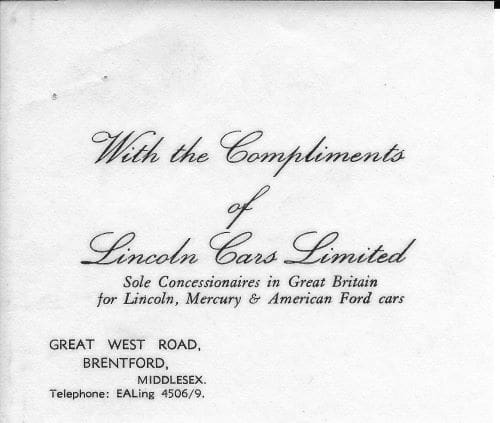 With the Compliments
of
Lincoln Cars Limited
Sole Concessionaires in Great Britain
for Lincoln, Mercury & American Ford cars
GREAT WEST ROAD,
BRENTFORD,
MIDDLESEX.
Telephone: EALing 4506/9.